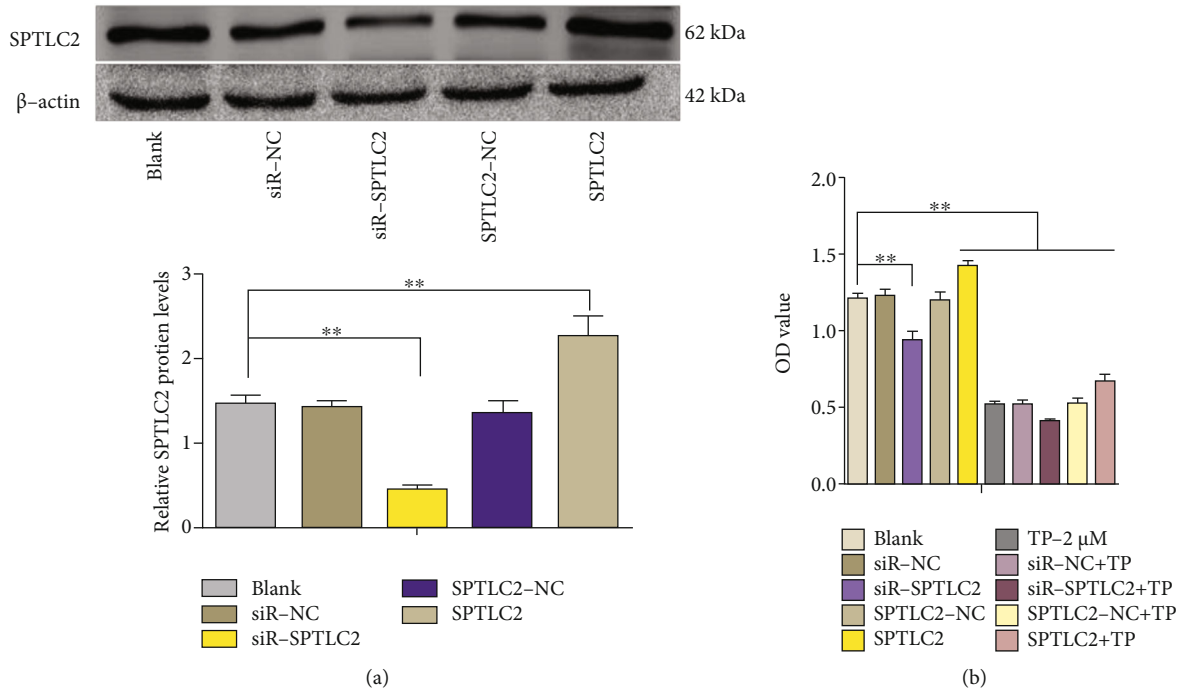 SPTLC2
62 kDa
β–actin
42 kDa
Blank
siR–NC
siR–SPTLC2
SPTLC2–NC
SPTLC2
3
2
1
0
Relative SPTLC2 protien levels
**
**
Blank
siR–NC
siR–SPTLC2
SPTLC2–NC
SPTLC2
(a)
2.0
1.5
1.0
0.5
0.0
OD value
**
**
Blank
siR–NC
siR–SPTLC2
SPTLC2–NC
SPTLC2
TP–2 μM
siR–NC+TP
siR–SPTLC2+TP
SPTLC2–NC+TP
SPTLC2+TP
(b)